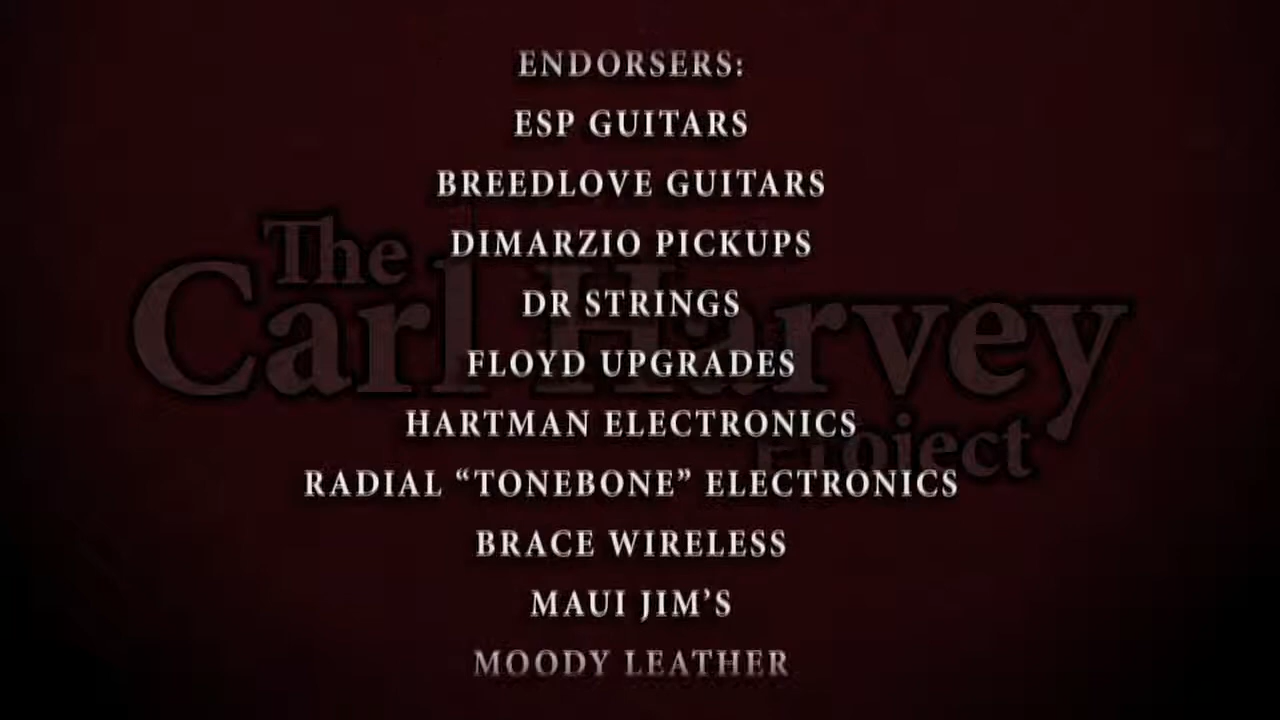 ENDORSERS:
ESP GUITARS
BREEDLOVE GUITARS
DIMARZIO PICKUPS
DR STRINGS
FLOYD UPGRADES
HARTMAN ELECTRONICS
RADIAL “TONEBONE” ELECTRONICS
BRACE WIRELESS
MAUI JIM’S
MOODY LEATHER
The
Carl Harvey
Project